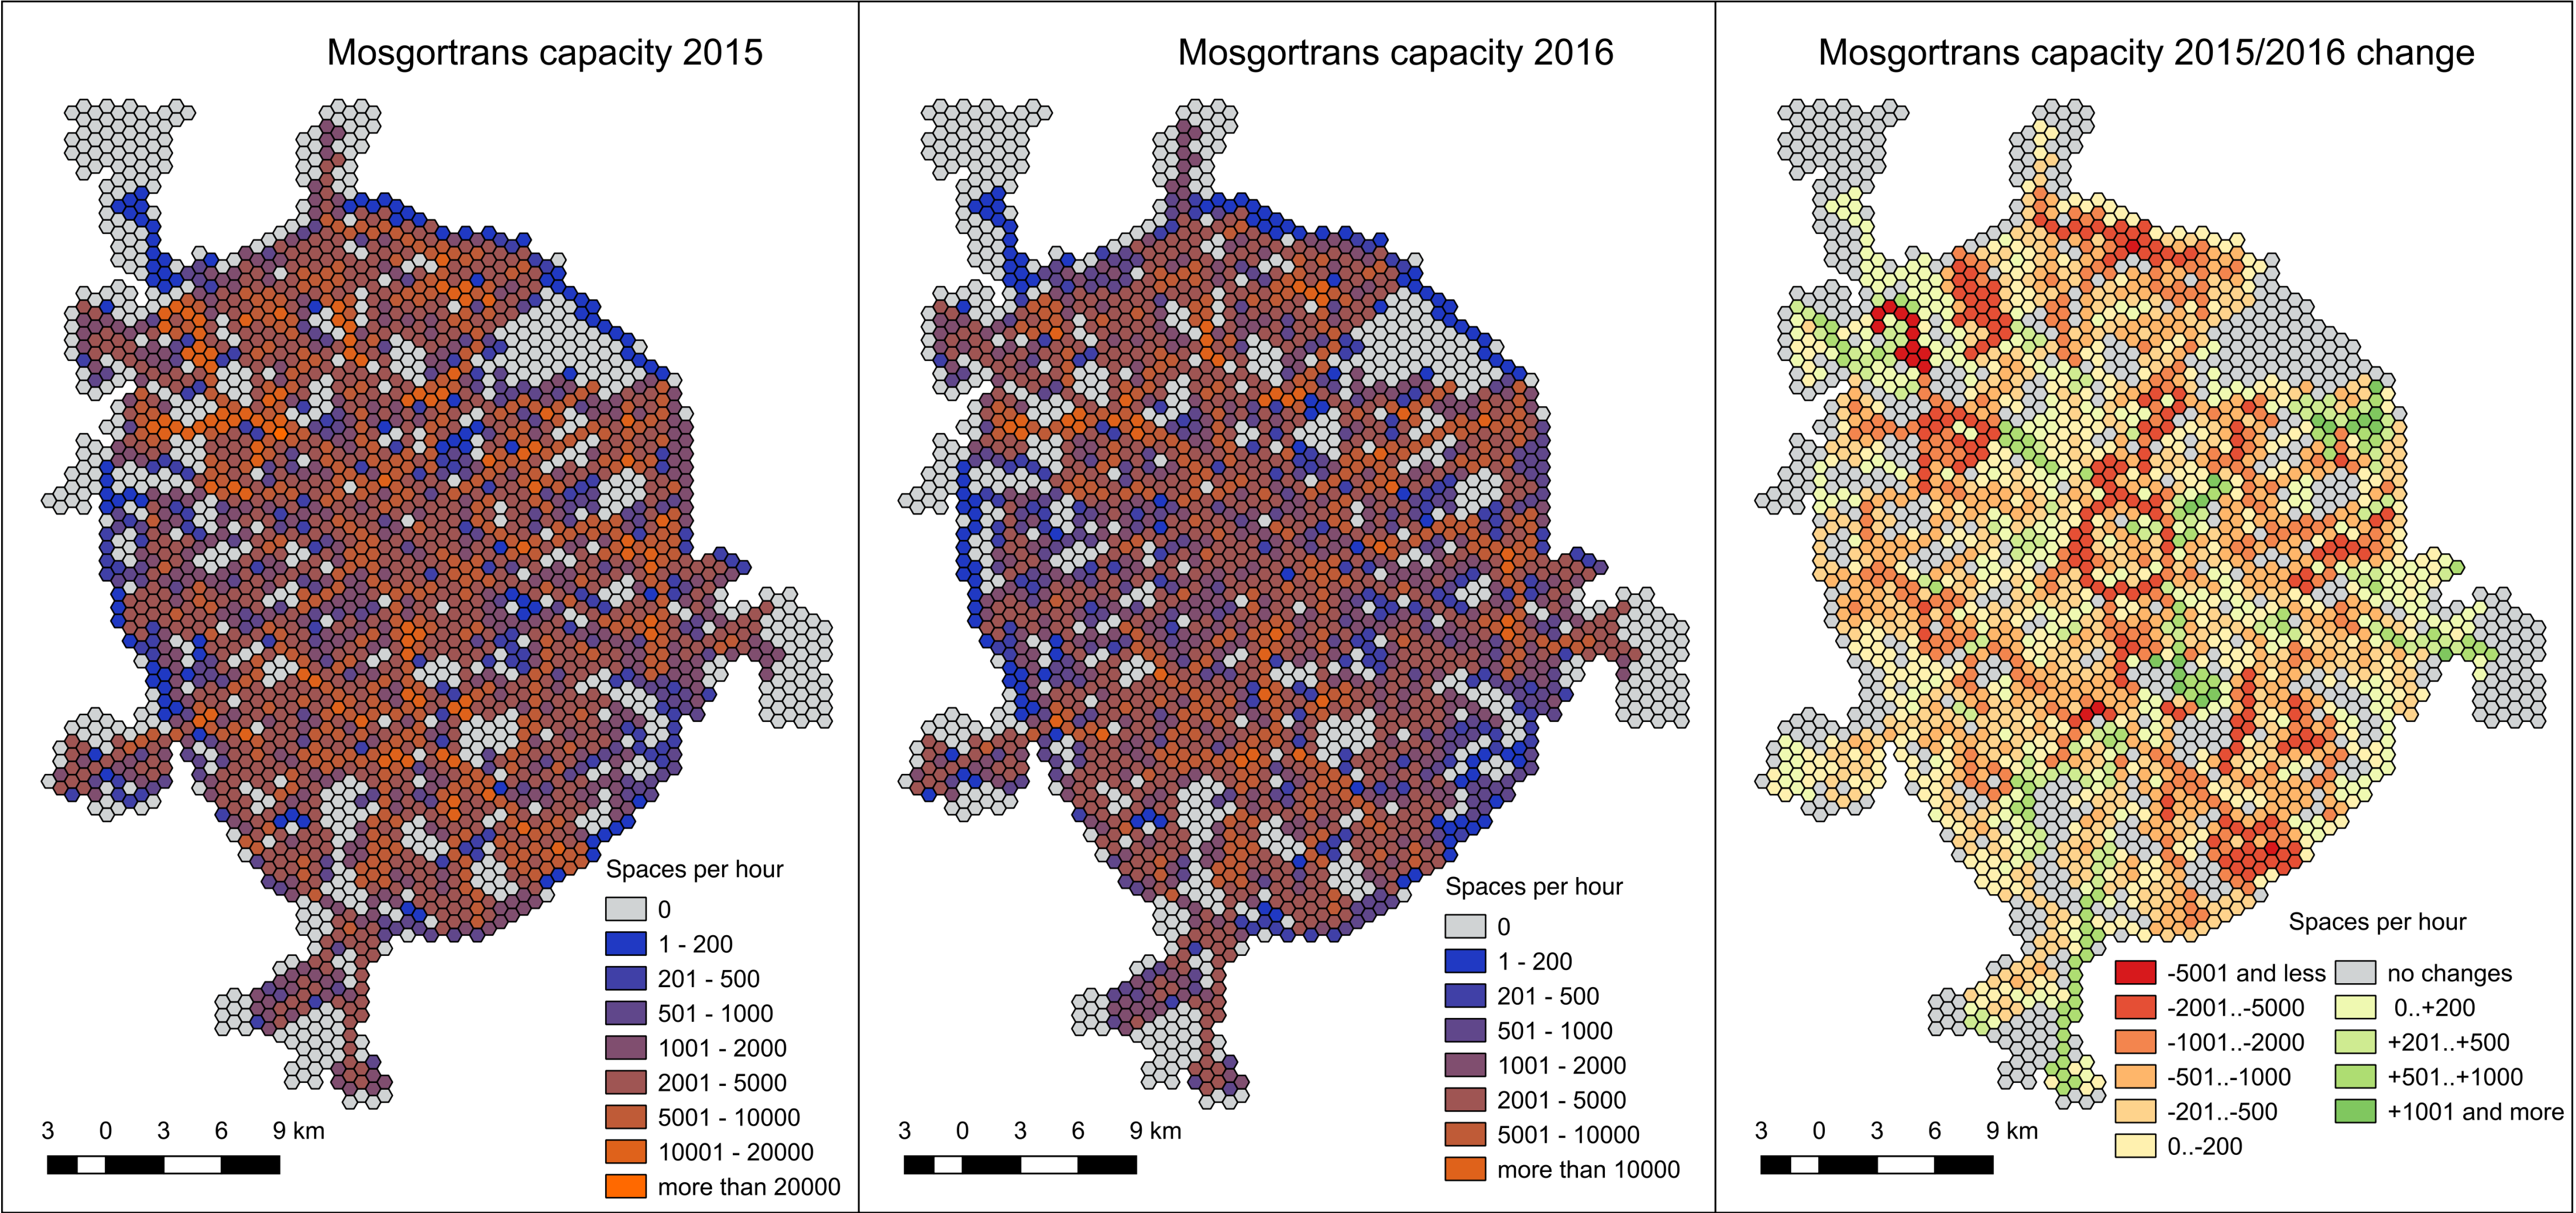 Mosgortrans capacity 2015
Spaces per hour
0
1 - 200
201 - 500
501 - 1000
1001 - 2000
2001 - 5000
5001 - 10000
10001 - 20000
more than 20000
3 0 3 6 9 km
Mosgortrans capacity 2016
Spaces per hour
0
1 - 200
201 - 500
501 - 1000
1001 - 2000
2001 - 5000
5001 - 10000
more than 10000
3 0 3 6 9 km
Mosgortrans capacity 2015/2016 change
Spaces per hour
-5001 and less
-2001..-5000
-1001..-2000
-501..-1000
-201..-500
0..-200
no changes
0..+200
+201..+500
+501..+1000
+1001 and more
3 0 3 6 9 km